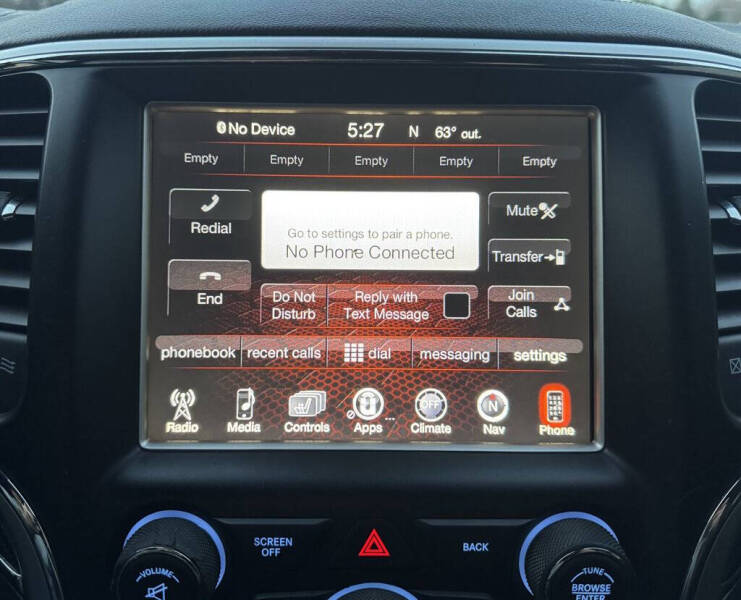 No Device 5:27 N 63° out.
Empty Empty Empty Empty Empty
Go to settings to pair a phone.
No Phone Connected
Redial
End
Mute
Transfer
Do Not
Disturb
Reply with
Text Message
Join
Calls
phonebook recent calls dial messaging settings
OFF N
Radio Media Controls Apps ... Climate Nav Phone
SCREEN
OFF
BACK
VOLUME
TUNE
BROWSE
ENTER